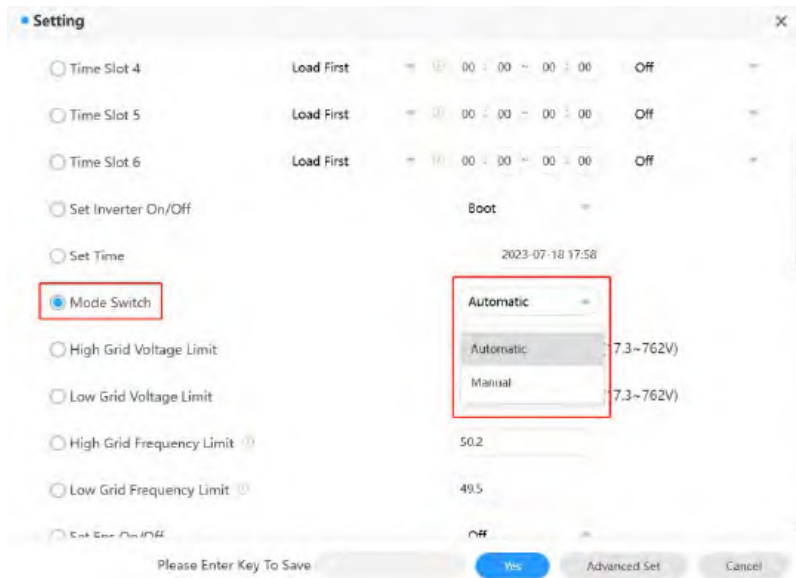 Setting
Time Slot 4 Load First 00 : 00 ~ 00 : 00 Off
Time Slot 5 Load First 00 : 00 ~ 00 : 00 Off
Time Slot 6 Load First 00 : 00 ~ 00 : 00 Off
Set Inverter On/Off Boot
Set Time 2023-07-18 17:58
Mode Switch Automatic
High Grid Voltage Limit Automatic 7.3~762V)
Manual
Low Grid Voltage Limit 7.3~762V)
High Grid Frequency Limit 50.2
Low Grid Frequency Limit 49.5
Set Eps On/Off Off
Please Enter Key To Save Yes Advanced Set Cancel